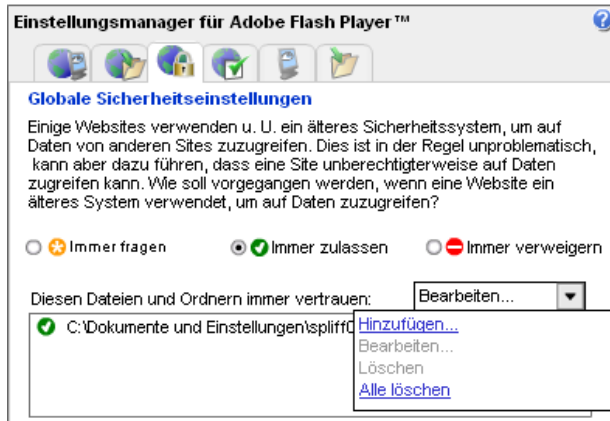 Einstellungsmanager für Adobe Flash Player™
Globale Sicherheitseinstellungen
Einige Websites verwenden u. U. ein älteres Sicherheitssystem, um auf
Daten von anderen Sites zuzugreifen. Dies ist in der Regel unproblematisch,
kann aber dazu führen, dass eine Site unberechtigterweise auf Daten
zugreifen kann. Wie soll vorgegangen werden, wenn eine Website ein
älteres System verwendet, um auf Daten zuzugreifen?
Immer fragen Immer zulassen Immer verweigern
Diesen Dateien und Ordnern immer vertrauen: Bearbeiten...
C:\Dokumente und Einstellungen\spliff
Hinzufügen...
Bearbeiten...
Löschen
Alle löschen